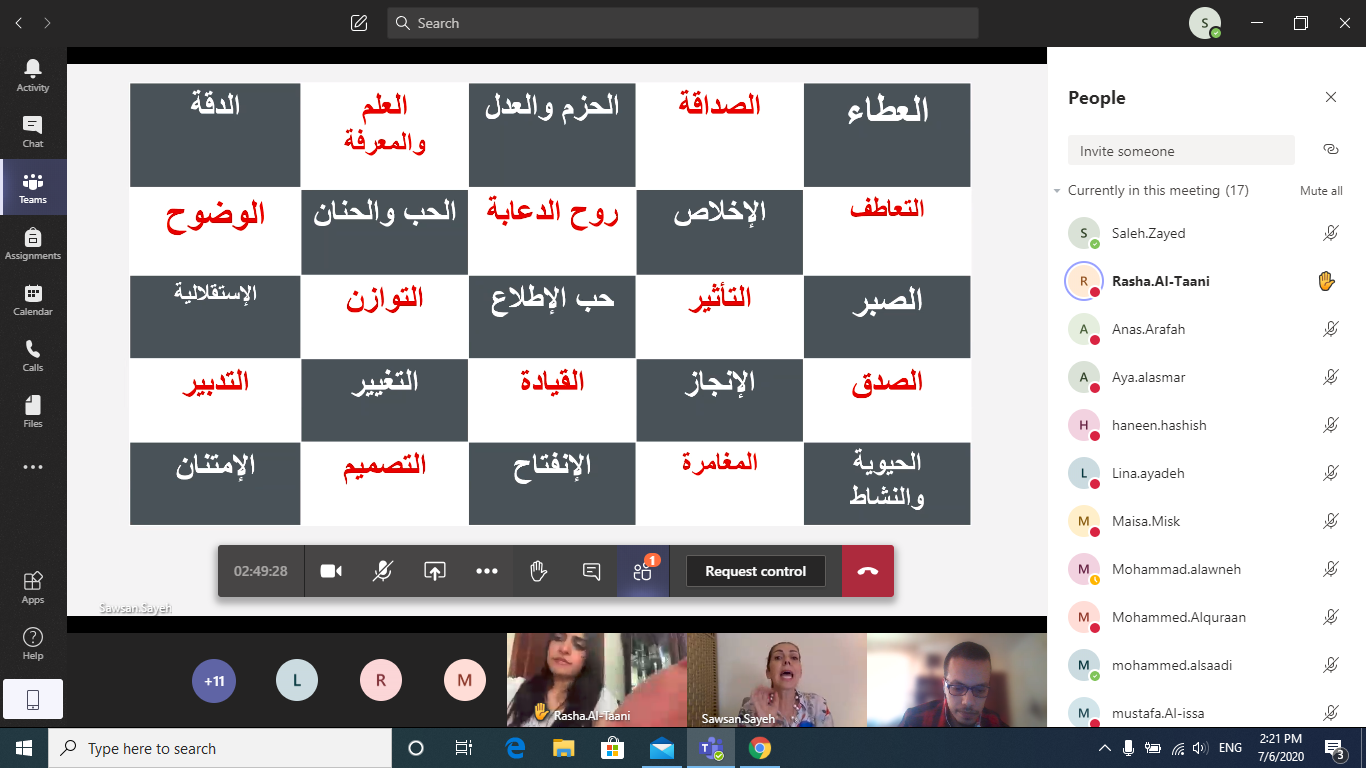 Search
S
Activity
Chat
Teams
Assignments
Calendar
Calls
Files
Apps
Help
العطاء
الصداقة
الحزم والعدل
العلم
والمعرفة
الدقة
التعاطف
الإخلاص
روح الدعابة
الحب والحنان
الوضوح
الصبر
التأثير
حب الإطلاع
التوازن
الإستقلالية
الصدق
الإنجاز
القيادة
التغيير
التدبير
الحيوية
والنشاط
المغامرة
الإنفتاح
التصميم
الإمتنان
02:49:28
1
Request control
Sawsan.Sayeh
+11
L
R
M
Rasha.Al-Taani
Sawsan.Sayeh
People
Invite someone
Currently in this meeting (17)
Mute all
S
Saleh.Zayed
R
Rasha.Al-Taani
A
Anas.Arafah
A
Aya.alasmar
H
haneen.hashish
L
Lina.ayadeh
M
Maisa.Misk
M
Mohammad.alawneh
M
Mohammed.Alquraan
M
mohammed.alsaadi
M
mustafa.Al-issa
Type here to search
ENG
2:21 PM
7/6/2020
3